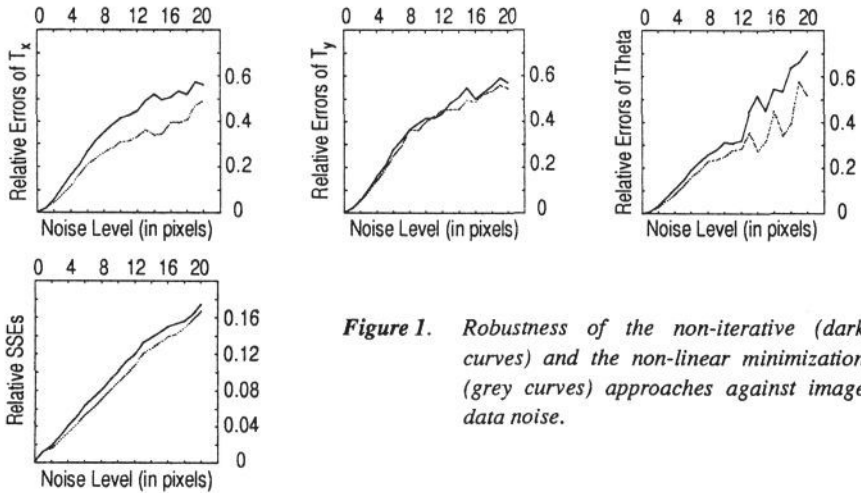 0 4 8 12 16 20
Relative Errors of Tx
0.6
0.4
0.2
0
Noise Level (in pixels)
0 4 8 12 16 20
Relative Errors of Ty
0.6
0.4
0.2
0
Noise Level (in pixels)
0 4 8 12 16 20
Relative Errors of Theta
0.6
0.4
0.2
0
Noise Level (in pixels)
0 4 8 12 16 20
Relative SSEs
0.16
0.12
0.08
0.04
0
Noise Level (in pixels)
Figure 1. Robustness of the non-iterative (dark
curves) and the non-linear minimization
(grey curves) approaches against image
data noise.